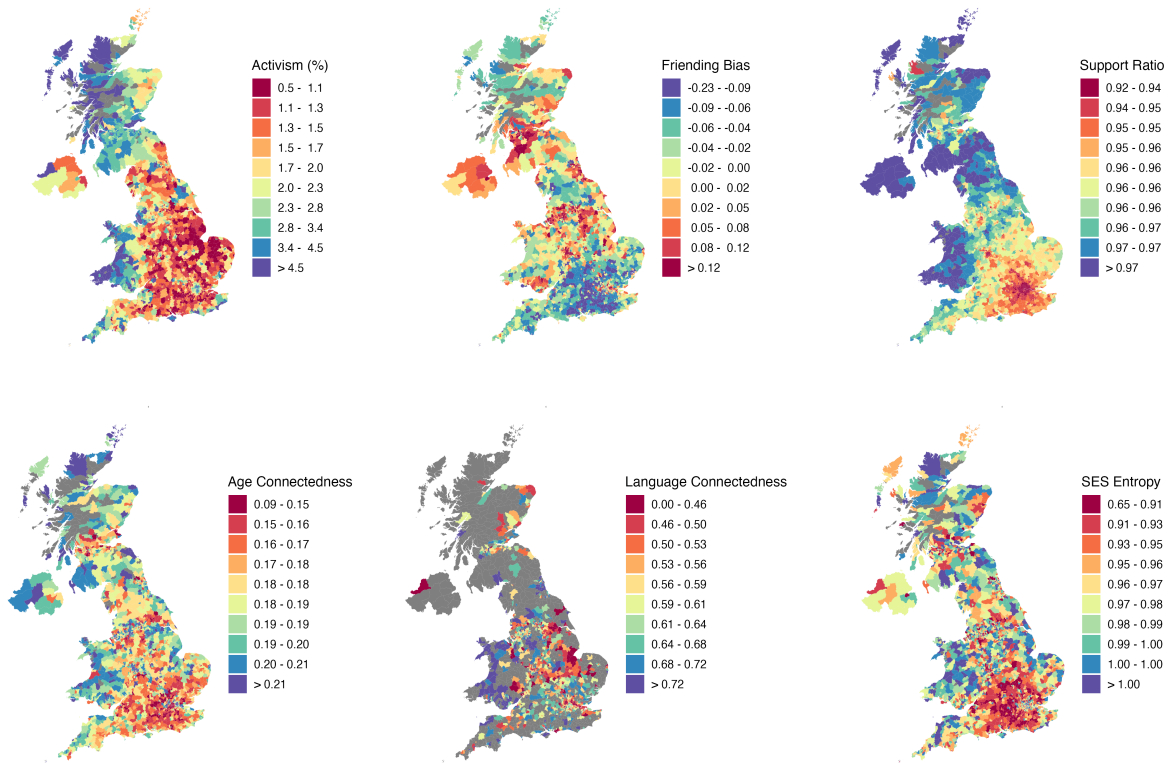 Activism (%)
0.5 - 1.1
1.1 - 1.3
1.3 - 1.5
1.5 - 1.7
1.7 - 2.0
2.0 - 2.3
2.3 - 2.8
2.8 - 3.4
3.4 - 4.5
> 4.5
Friending Bias
-0.23 - -0.09
-0.09 - -0.06
-0.06 - -0.04
-0.04 - -0.02
-0.02 - 0.00
0.00 - 0.02
0.02 - 0.05
0.05 - 0.08
0.08 - 0.12
> 0.12
Support Ratio
0.92 - 0.94
0.94 - 0.95
0.95 - 0.95
0.95 - 0.96
0.96 - 0.96
0.96 - 0.96
0.96 - 0.96
0.96 - 0.97
0.97 - 0.97
> 0.97
Age Connectedness
0.09 - 0.15
0.15 - 0.16
0.16 - 0.17
0.17 - 0.18
0.18 - 0.18
0.18 - 0.19
0.19 - 0.19
0.19 - 0.20
0.20 - 0.21
> 0.21
Language Connectedness
0.00 - 0.46
0.46 - 0.50
0.50 - 0.53
0.53 - 0.56
0.56 - 0.59
0.59 - 0.61
0.61 - 0.64
0.64 - 0.68
0.68 - 0.72
> 0.72
SES Entropy
0.65 - 0.91
0.91 - 0.93
0.93 - 0.95
0.95 - 0.96
0.96 - 0.97
0.97 - 0.98
0.98 - 0.99
0.99 - 1.00
1.00 - 1.00
> 1.00